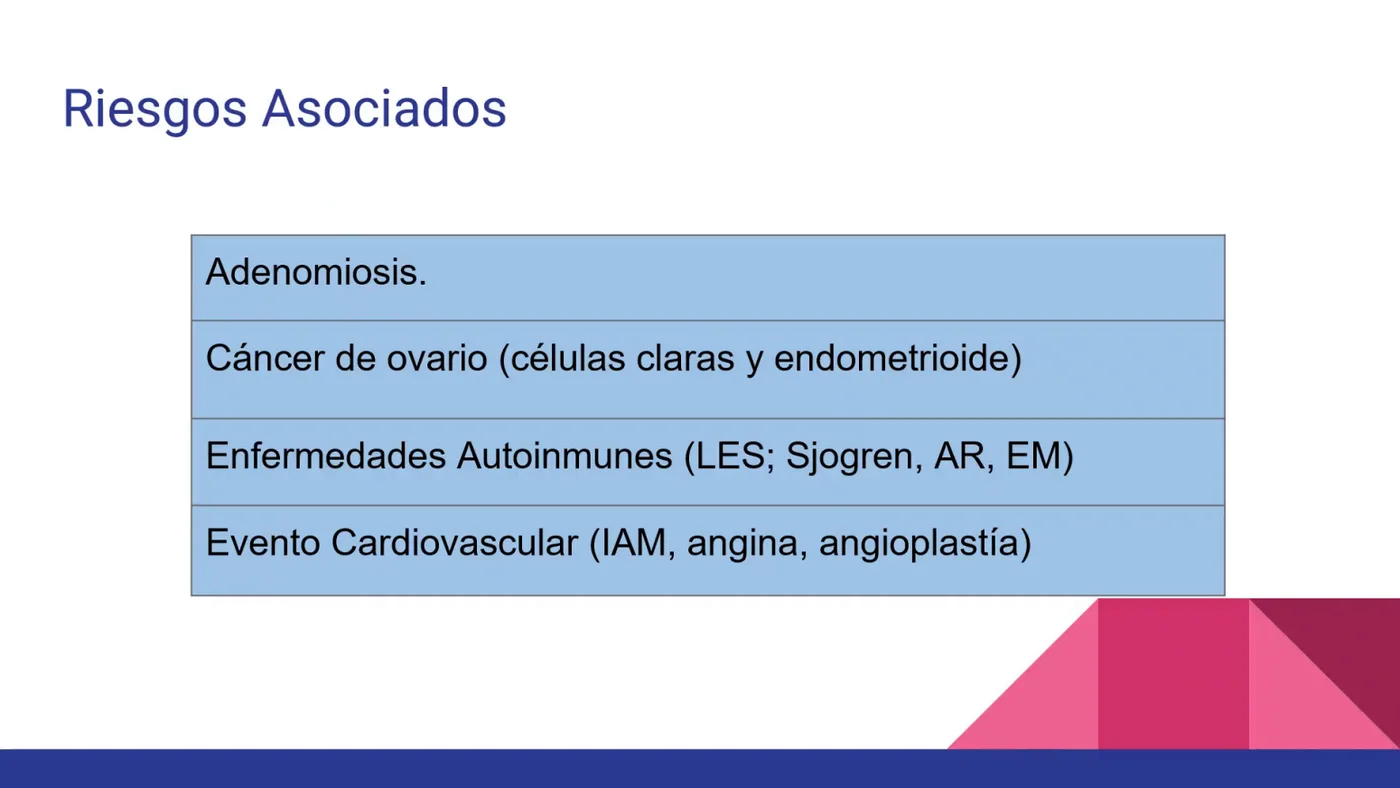 Riesgos Asociados
Adenomiosis.
Cáncer de ovario (células claras y endometrioide)
Enfermedades Autoinmunes (LES; Sjogren, AR, EM)
Evento Cardiovascular (IAM, angina, angioplastía)